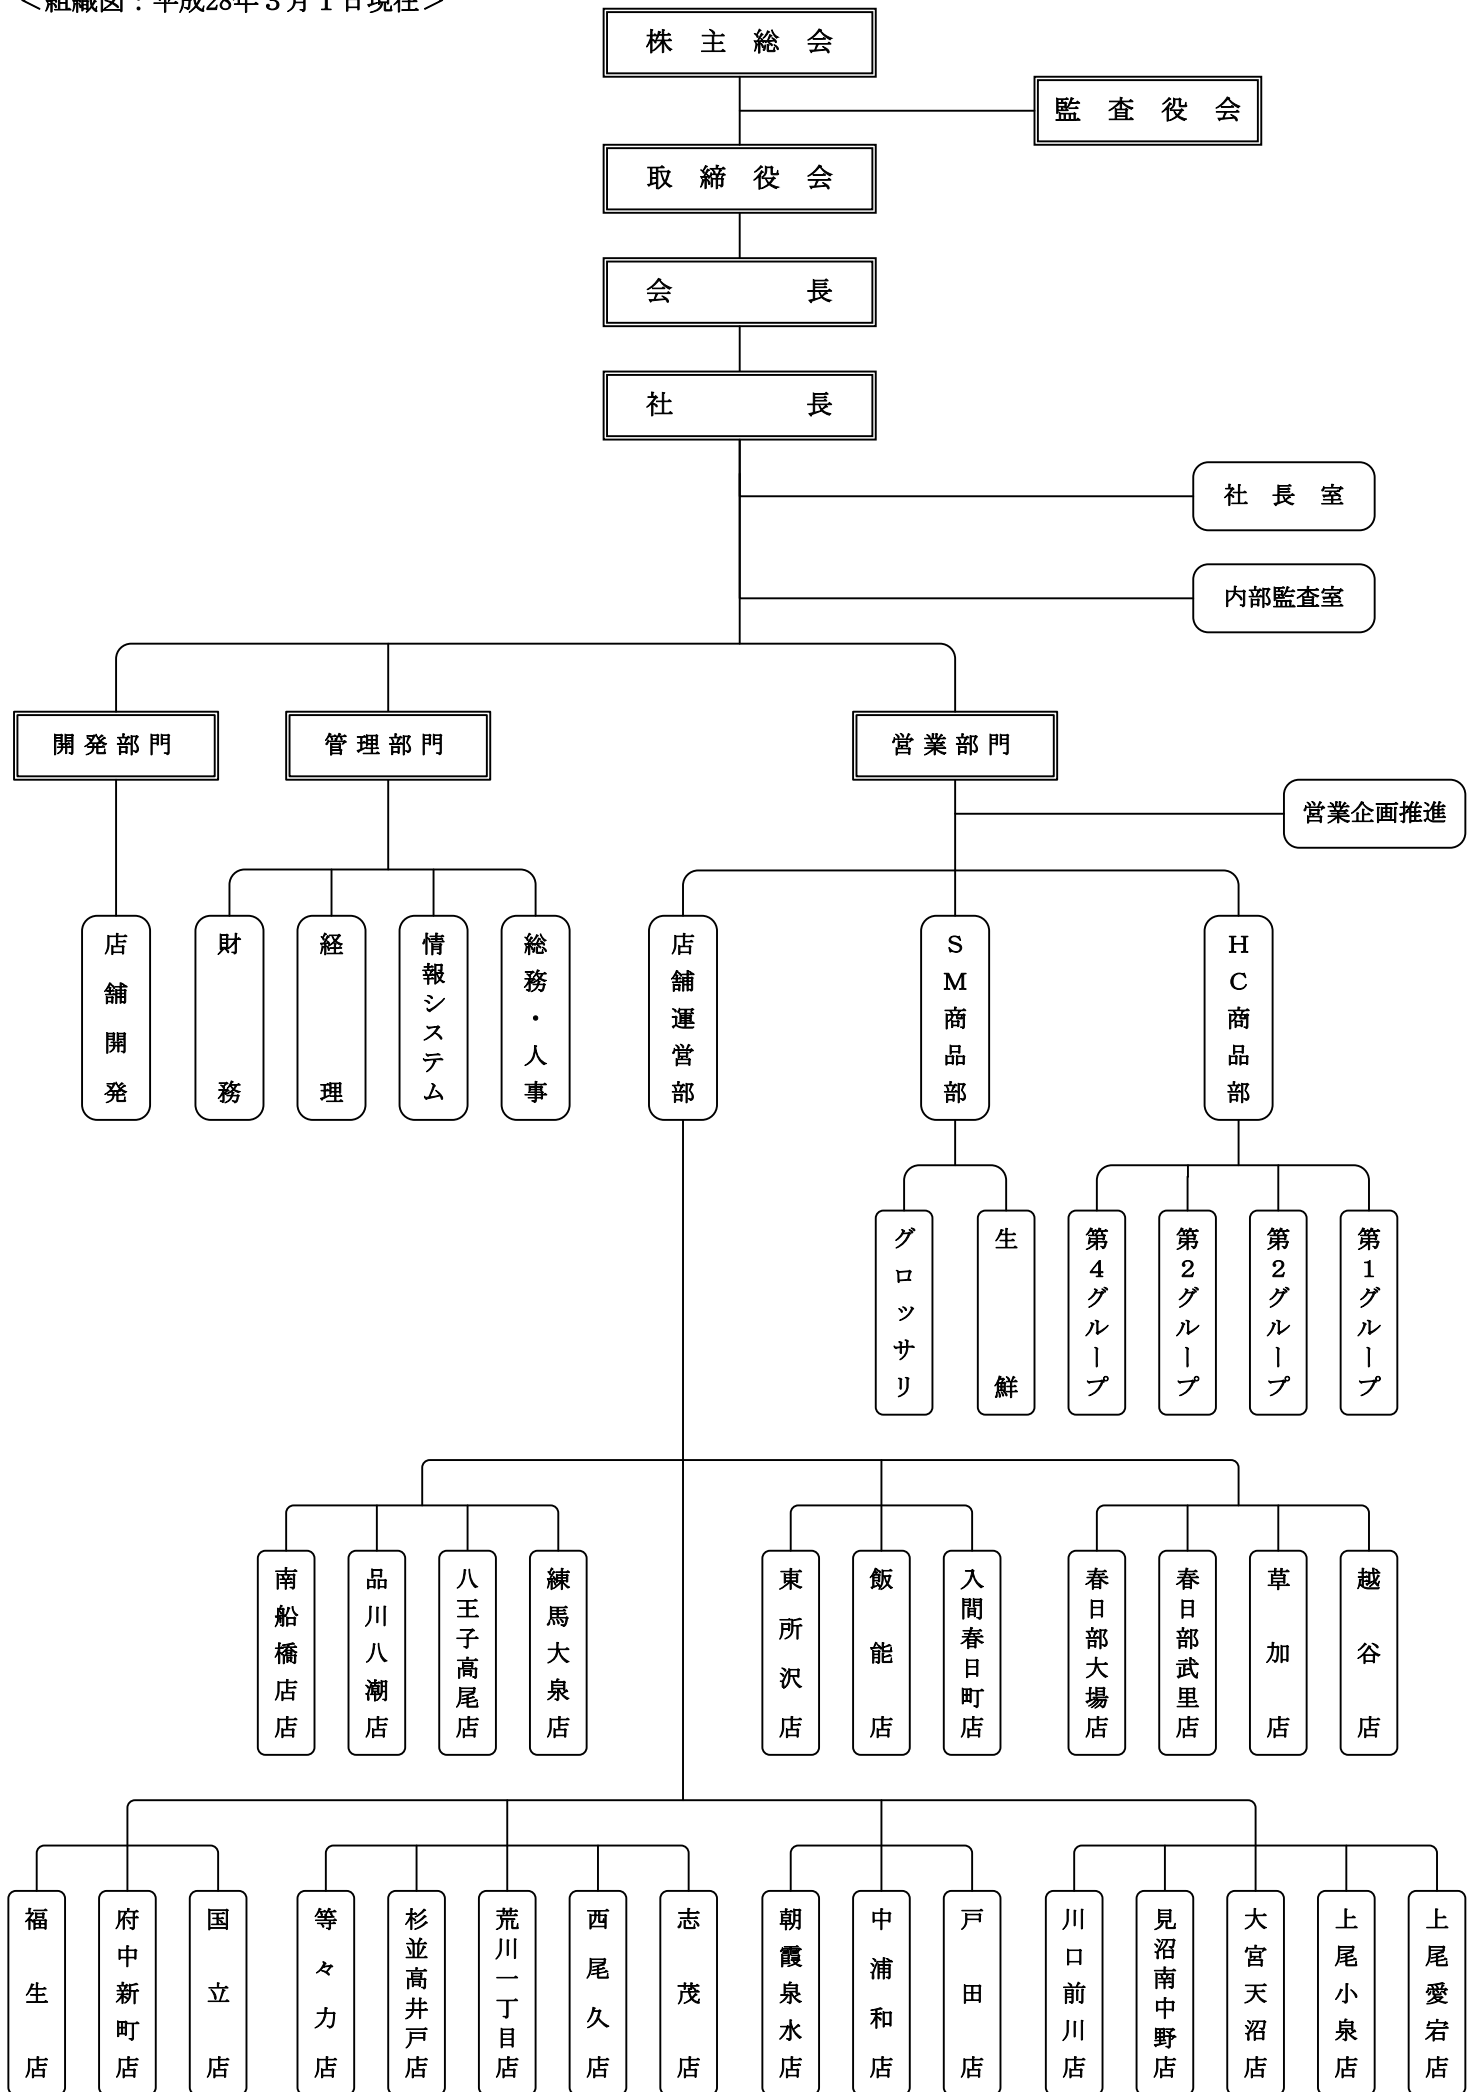 ＜組織図：平成28年３月１日現在＞
株主総会
監査役会
取締役会
会長
社長
社長室
内部監査室
開発部門
管理部門
営業部門
営業企画推進
店舗開発
財務
経理
情報システム
総務・人事
店舗運営部
ＳＭ商品部
ＨＣ商品部
グロッサリ
生鮮
第４グループ
第２グループ
第２グループ
第１グループ
南船橋店
品川八潮店
八王子高尾店
練馬大泉店
東所沢店
飯能店
入間春日町店
春日部大場店
春日部武里店
草加店
越谷店
福生店
府中新町店
国立店
等々力店
杉並高井戸店
荒川一丁目店
西尾久店
志茂店
朝霞泉水店
中浦和店
戸田店
川口前川店
見沼南中野店
大宮天沼店
上尾小泉店
上尾愛宕店